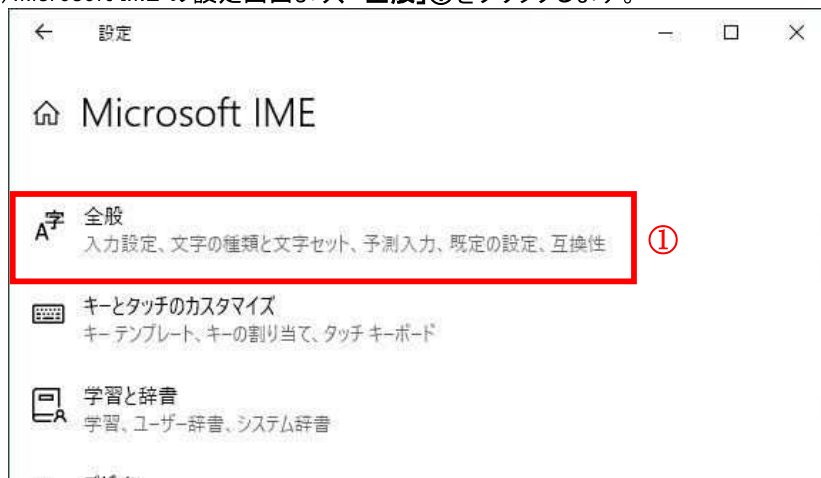 設定
Microsoft IME
全般
入力設定、文字の種類と文字セット、予測入力、既定の設定、互換性
①
キーとタッチのカスタマイズ
キー テンプレート、キーの割り当て、タッチ キーボード
学習と辞書
学習、ユーザー辞書、システム辞書